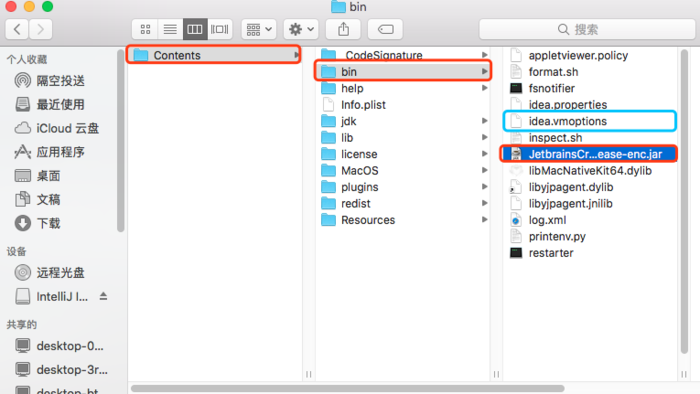 bin
搜索
个人收藏
隔空投送
最近使用
iCloud 云盘
应用程序
桌面
文稿
下载
设备
远程光盘
IntelliJ I...
共享的
desktop-0...
desktop-3r...
desktop-bt...
Contents
_CodeSignature
bin
help
Info.plist
jdk
lib
license
MacOS
plugins
redist
Resources
appletviewer.policy
format.sh
fsnotifier
idea.properties
idea.vmoptions
inspect.sh
JetbrainsCr...ease-enc.jar
libMacNativeKit64.dylib
libyjpagent.dylib
libyjpagent.jnilib
log.xml
printenv.py
restarter